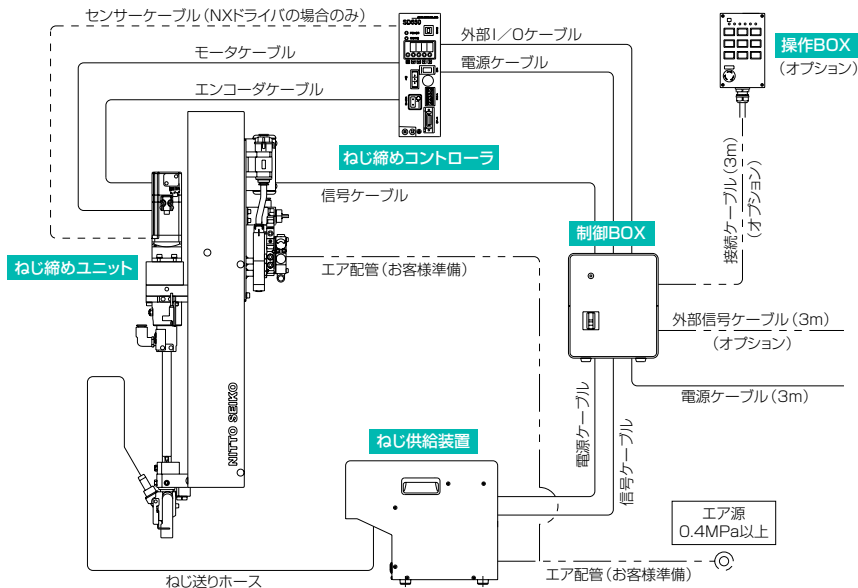 センサーケーブル（NXドライバの場合のみ）
SD550
外部I／Oケーブル
操作BOX
（オプション）
モータケーブル
電源ケーブル
エンコーダケーブル
ねじ締めコントローラ
信号ケーブル
接続ケーブル（3m）
（オプション）
制御BOX
ねじ締めユニット
エア配管（お客様準備）
外部信号ケーブル（3m）
（オプション）
電源ケーブル（3m）
NITTO SEIKO
ねじ供給装置
電源ケーブル
信号ケーブル
エア源
0.4MPa以上
エア配管（お客様準備）
ねじ送りホース